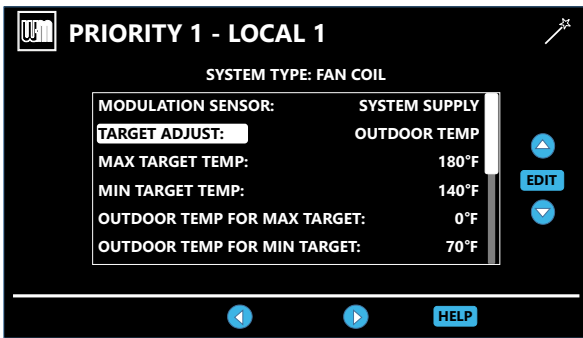 WM PRIORITY 1 - LOCAL 1
SYSTEM TYPE: FAN COIL
MODULATION SENSOR: SYSTEM SUPPLY
TARGET ADJUST: OUTDOOR TEMP
MAX TARGET TEMP: 180°F
MIN TARGET TEMP: 140°F
EDIT
OUTDOOR TEMP FOR MAX TARGET: 0°F
OUTDOOR TEMP FOR MIN TARGET: 70°F
HELP